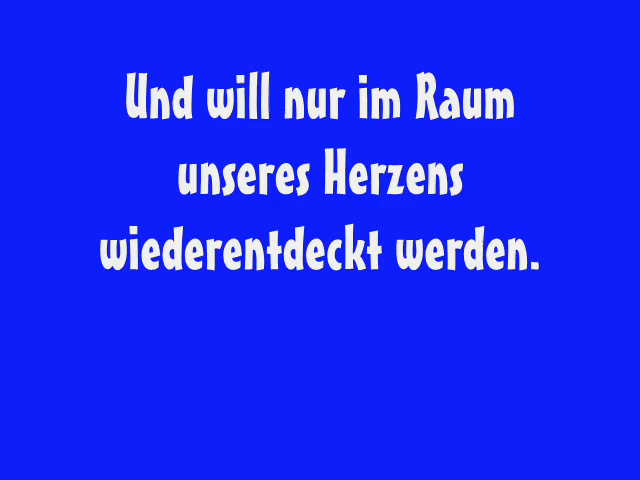 Und will nur im Raum
unseres Herzens
wiederentdeckt werden.